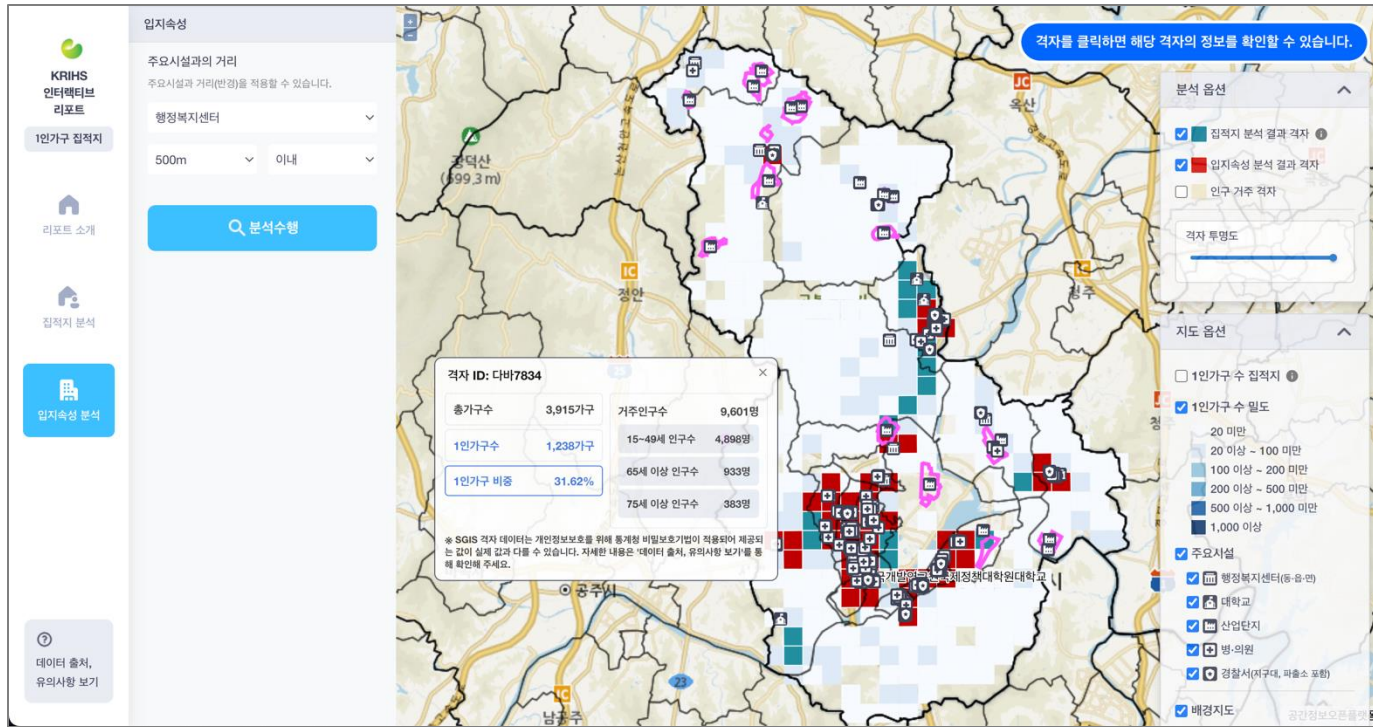 KRIHS
인터랙티브
리포트
1인가구 집적지
리포트 소개
집적지 분석
입지속성 분석
데이터 출처,
유의사항 보기
입지속성
주요시설과의 거리
주요시설과 거리(반경)을 적용할 수 있습니다.
행정복지센터
500m
이내
분석수행
격자를 클릭하면 해당 격자의 정보를 확인할 수 있습니다.
JC
옥산
(699.3 m)
IC
정안
IC
청주
JC
공주
23
IC
남공주
격자 ID: 다바7834
총가구수 3,915가구
1인가구수 1,238가구
1인가구 비중 31.62%
거주인구수 9,601명
15~49세 인구수 4,898명
65세 이상 인구수 933명
75세 이상 인구수 383명
※ SGIS 격자 데이터는 개인정보보호를 위해 통계청 비밀보호기법이 적용되어 제공되
는 값이 실제 값과 다를 수 있습니다. 자세한 내용은 '데이터 출처, 유의사항 보기'를 통
해 확인해 주세요.
분석 옵션
집적지 분석 결과 격자
입지속성 분석 결과 격자
인구 거주 격자
격자 투명도
지도 옵션
1인가구 수 집적지
1인가구 수 밀도
20 미만
20 이상 ~ 100 미만
100 이상 ~ 200 미만
200 이상 ~ 500 미만
500 이상 ~ 1,000 미만
1,000 이상
주요시설
행정복지센터(동·읍·면)
대학교
산업단지
병·의원
경찰서(지구대, 파출소 포함)
배경지도